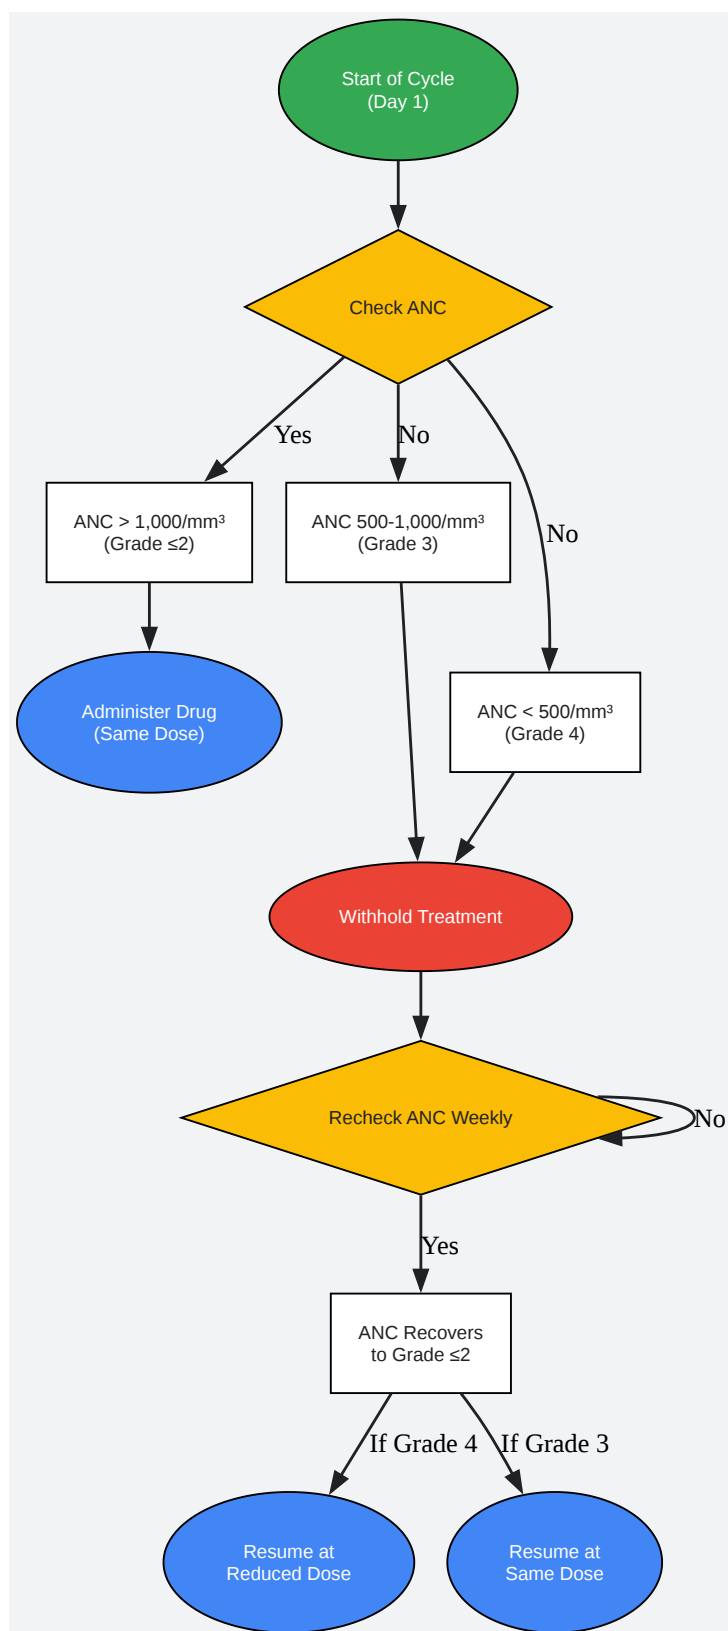 Start of Cycle
(Day 1)
Check ANC
Yes
No
ANC > 1,000/mm³
(Grade ≤2)
ANC 500-1,000/mm³
(Grade 3)
No
Administer Drug
(Same Dose)
ANC < 500/mm³
(Grade 4)
Withhold Treatment
Recheck ANC Weekly
No
Yes
ANC Recovers
to Grade ≤2
If Grade 4
If Grade 3
Resume at
Reduced Dose
Resume at
Same Dose